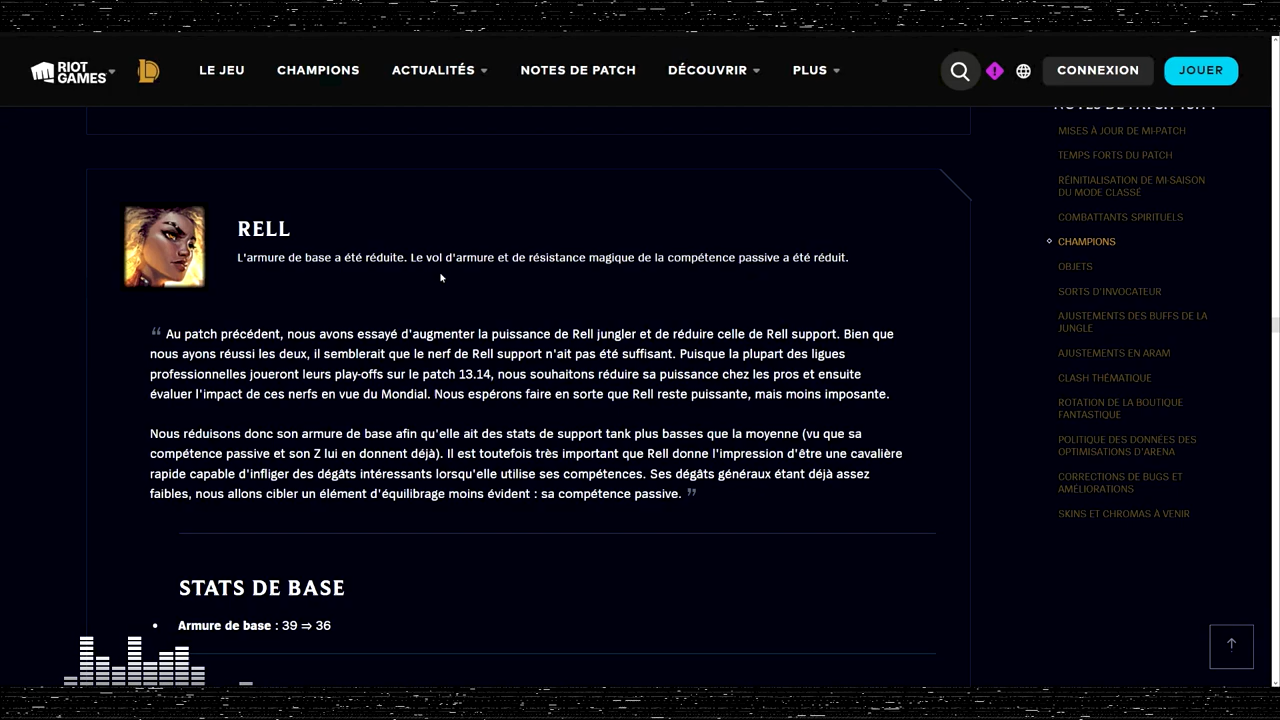 RIOT GAMES
LE JEU
CHAMPIONS
ACTUALITÉS
NOTES DE PATCH
DÉCOUVRIR
PLUS
CONNEXION
JOUER
RELL
L'armure de base a été réduite. Le vol d'armure et de résistance magique de la compétence passive a été réduit.
“ Au patch précédent, nous avons essayé d'augmenter la puissance de Rell jungler et de réduire celle de Rell support. Bien que
nous ayons réussi les deux, il semblerait que le nerf de Rell support n'ait pas été suffisant. Puisque la plupart des ligues
professionnelles joueront leurs play-offs sur le patch 13.14, nous souhaitons réduire sa puissance chez les pros et ensuite
évaluer l'impact de ces nerfs en vue du Mondial. Nous espérons faire en sorte que Rell reste puissante, mais moins imposante.
Nous réduisons donc son armure de base afin qu'elle ait des stats de support tank plus basses que la moyenne (vu que sa
compétence passive et son Z lui en donnent déjà). Il est toutefois très important que Rell donne l'impression d'être une cavalière
rapide capable d'infliger des dégâts intéressants lorsqu'elle utilise ses compétences. Ses dégâts généraux étant déjà assez
faibles, nous allons cibler un élément d'équilibrage moins évident : sa compétence passive. ”
STATS DE BASE
• Armure de base : 39 ⇒ 36
MISES À JOUR DE MI-PATCH
TEMPS FORTS DU PATCH
RÉINITIALISATION DE MI-SAISON
DU MODE CLASSÉ
COMBATTANTS SPIRITUELS
CHAMPIONS
OBJETS
SORTS D'INVOCATEUR
AJUSTEMENTS DES BUFFS DE LA
JUNGLE
AJUSTEMENTS EN ARAM
CLASH THÉMATIQUE
ROTATION DE LA BOUTIQUE
FANTASTIQUE
POLITIQUE DES DONNÉES DES
OPTIMISATIONS D'ARENA
CORRECTIONS DE BUGS ET
AMÉLIORATIONS
SKINS ET CHROMAS À VENIR